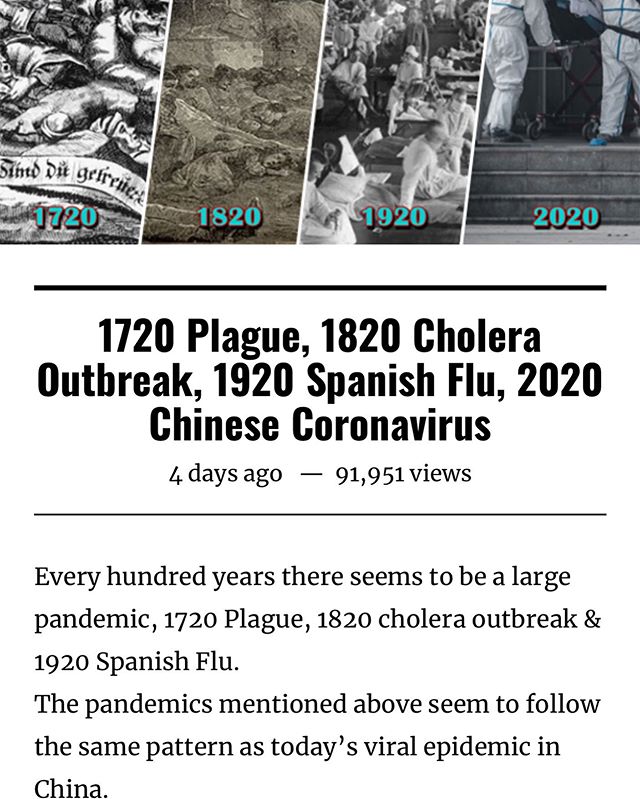 Sind du getreite
1720
1820
1920
2020
1720 Plague, 1820 Cholera
Outbreak, 1920 Spanish Flu, 2020
Chinese Coronavirus
4 days ago — 91,951 views
Every hundred years there seems to be a large
pandemic, 1720 Plague, 1820 cholera outbreak &
1920 Spanish Flu.
The pandemics mentioned above seem to follow
the same pattern as today’s viral epidemic in
China.